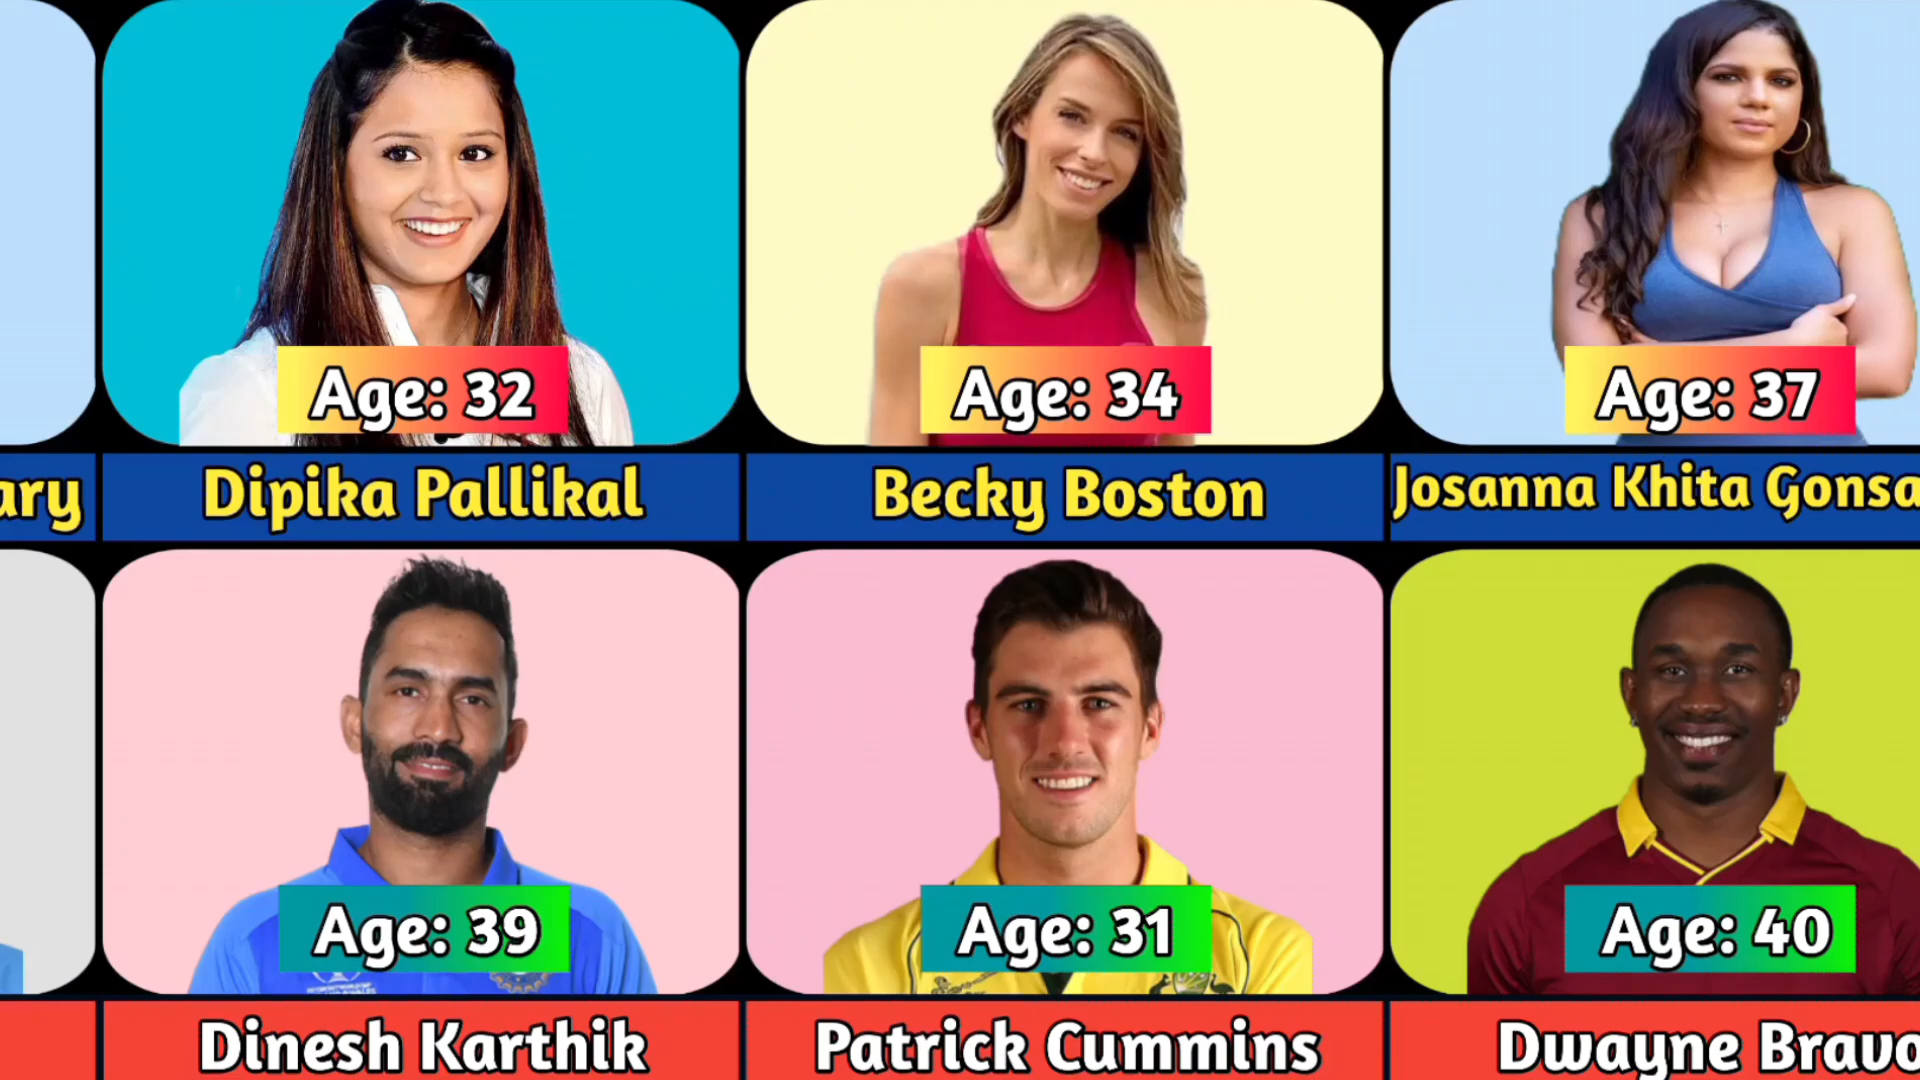 Age: 32
Age: 34
Age: 37
ary
Dipika Pallikal
Becky Boston
Josanna Khita Gonsa
Age: 39
Age: 31
Age: 40
Dinesh Karthik
Patrick Cummins
Dwayne Bravo